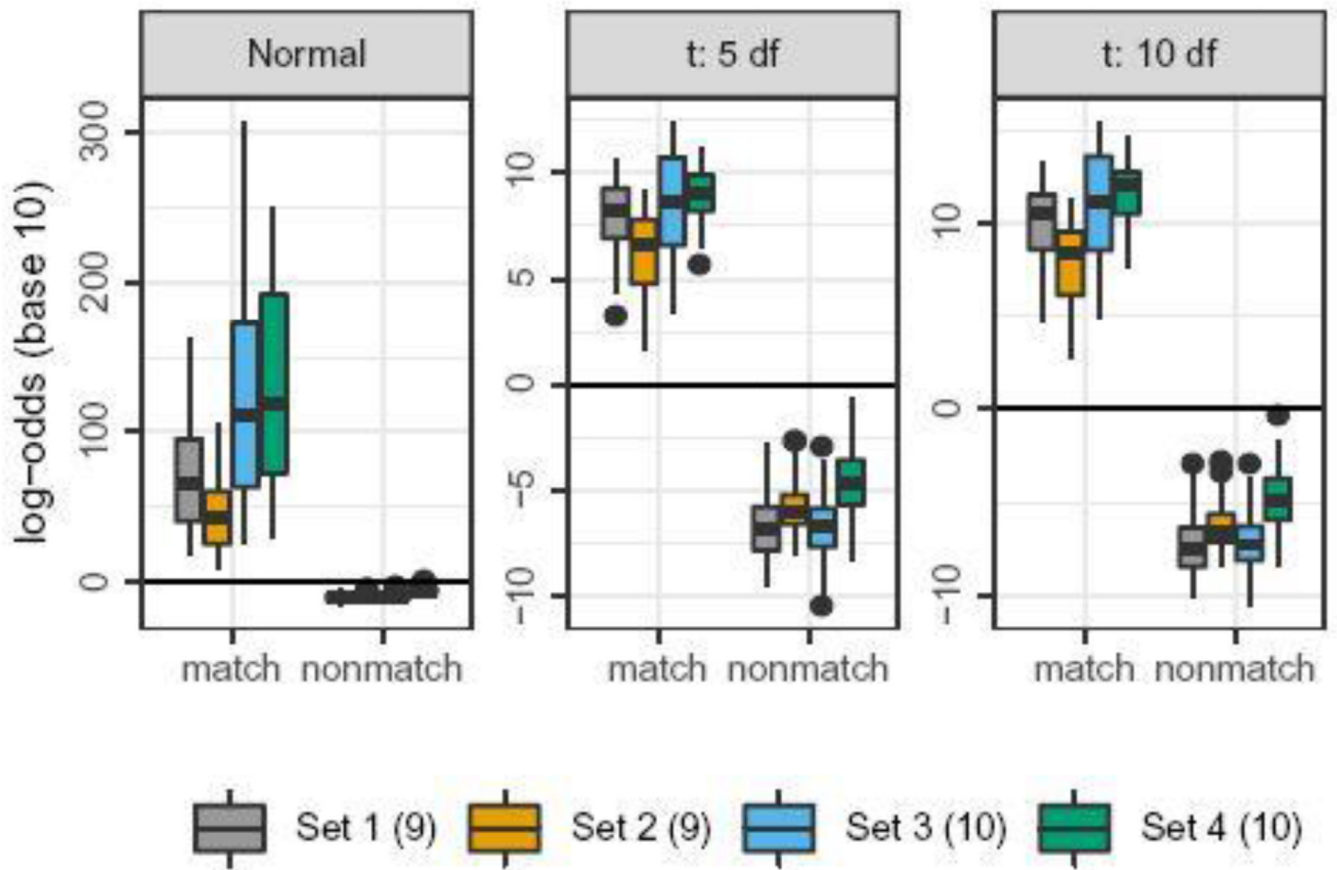 Normal
t: 5 df
t: 10 df
log-odds (base 10)
300
200
100
0
10
5
0
-5
-10
10
0
-10
match nonmatch
match nonmatch
match nonmatch
Set 1 (9) Set 2 (9) Set 3 (10) Set 4 (10)